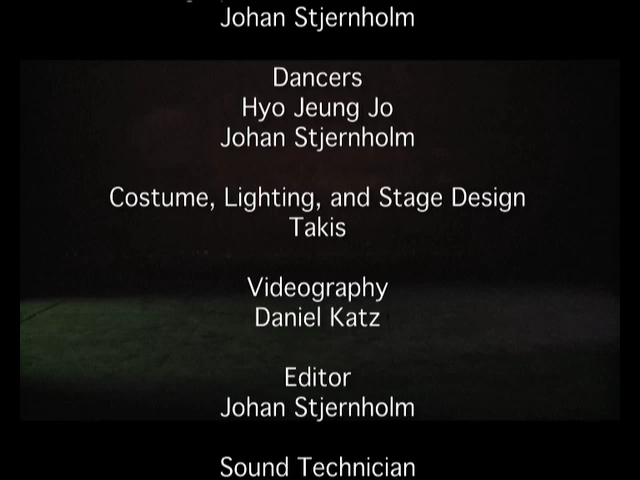 Johan Stjernholm
Dancers
Hyo Jeung Jo
Johan Stjernholm
Costume, Lighting, and Stage Design
Takis
Videography
Daniel Katz
Editor
Johan Stjernholm
Sound Technician